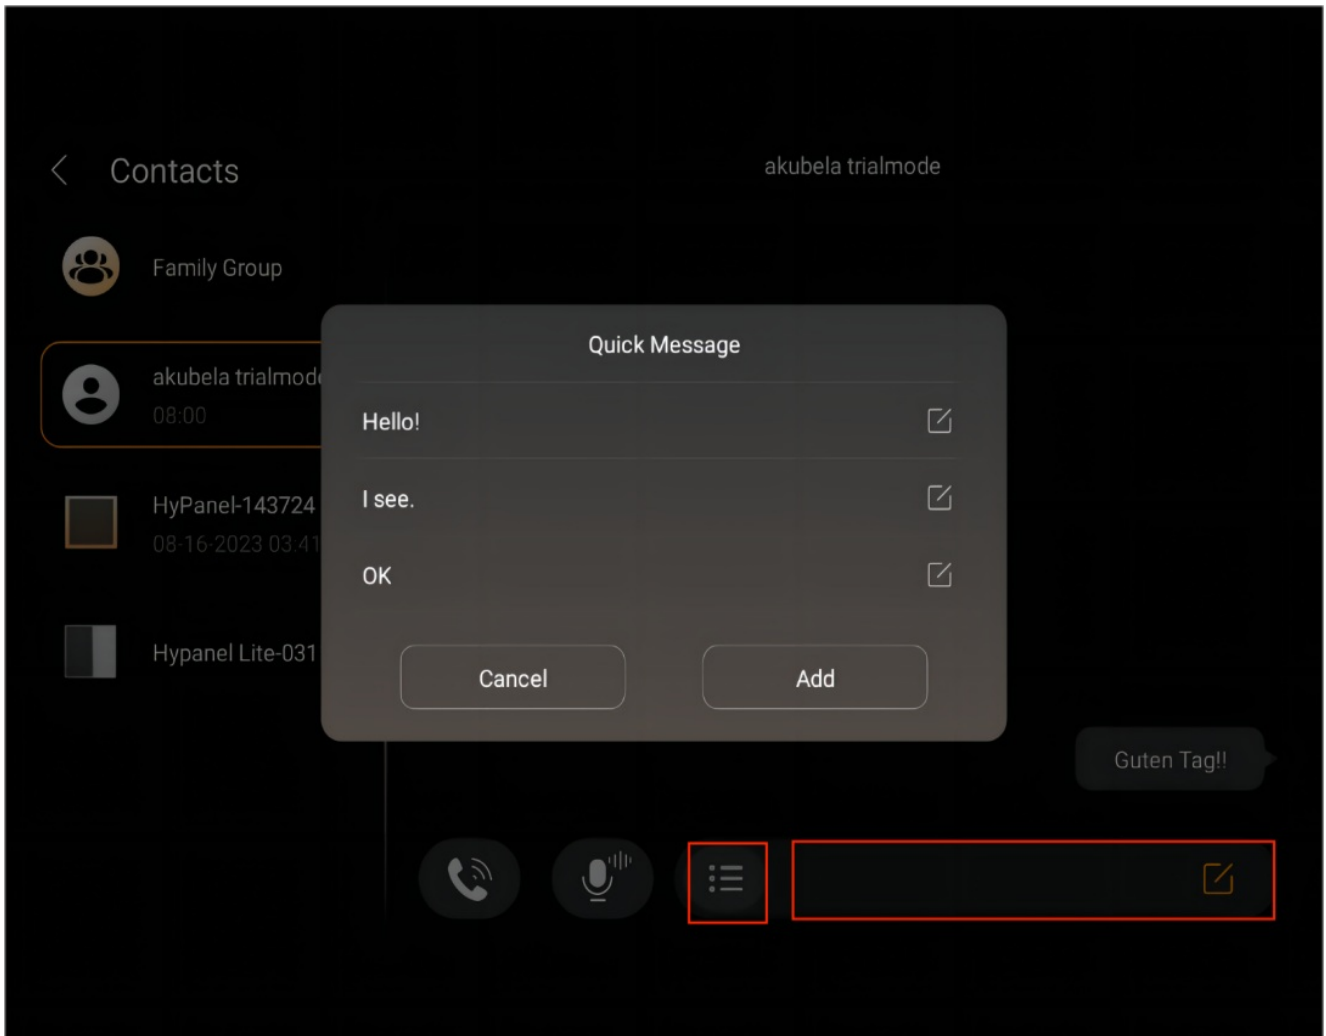 Contacts
akubela trialmode
Family Group
akubela trialmode
08:00
HyPanel-143724
08-16-2023 03:41
Hypanel Lite-031
Quick Message
Hello!
I see.
OK
Cancel
Add
Guten Tag!!